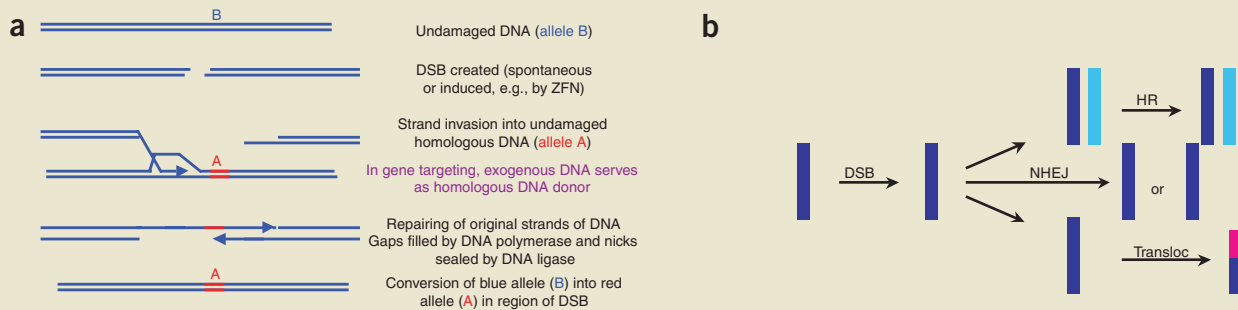 a
B
Undamaged DNA (allele B)
DSB created (spontaneous
or induced, e.g., by ZFN)
Strand invasion into undamaged
homologous DNA (allele A)
A
In gene targeting, exogenous DNA serves
as homologous DNA donor
Repairing of original strands of DNA
Gaps filled by DNA polymerase and nicks
sealed by DNA ligase
A
Conversion of blue allele (B) into red
allele (A) in region of DSB
b
HR
DSB
NHEJ
or
Transloc